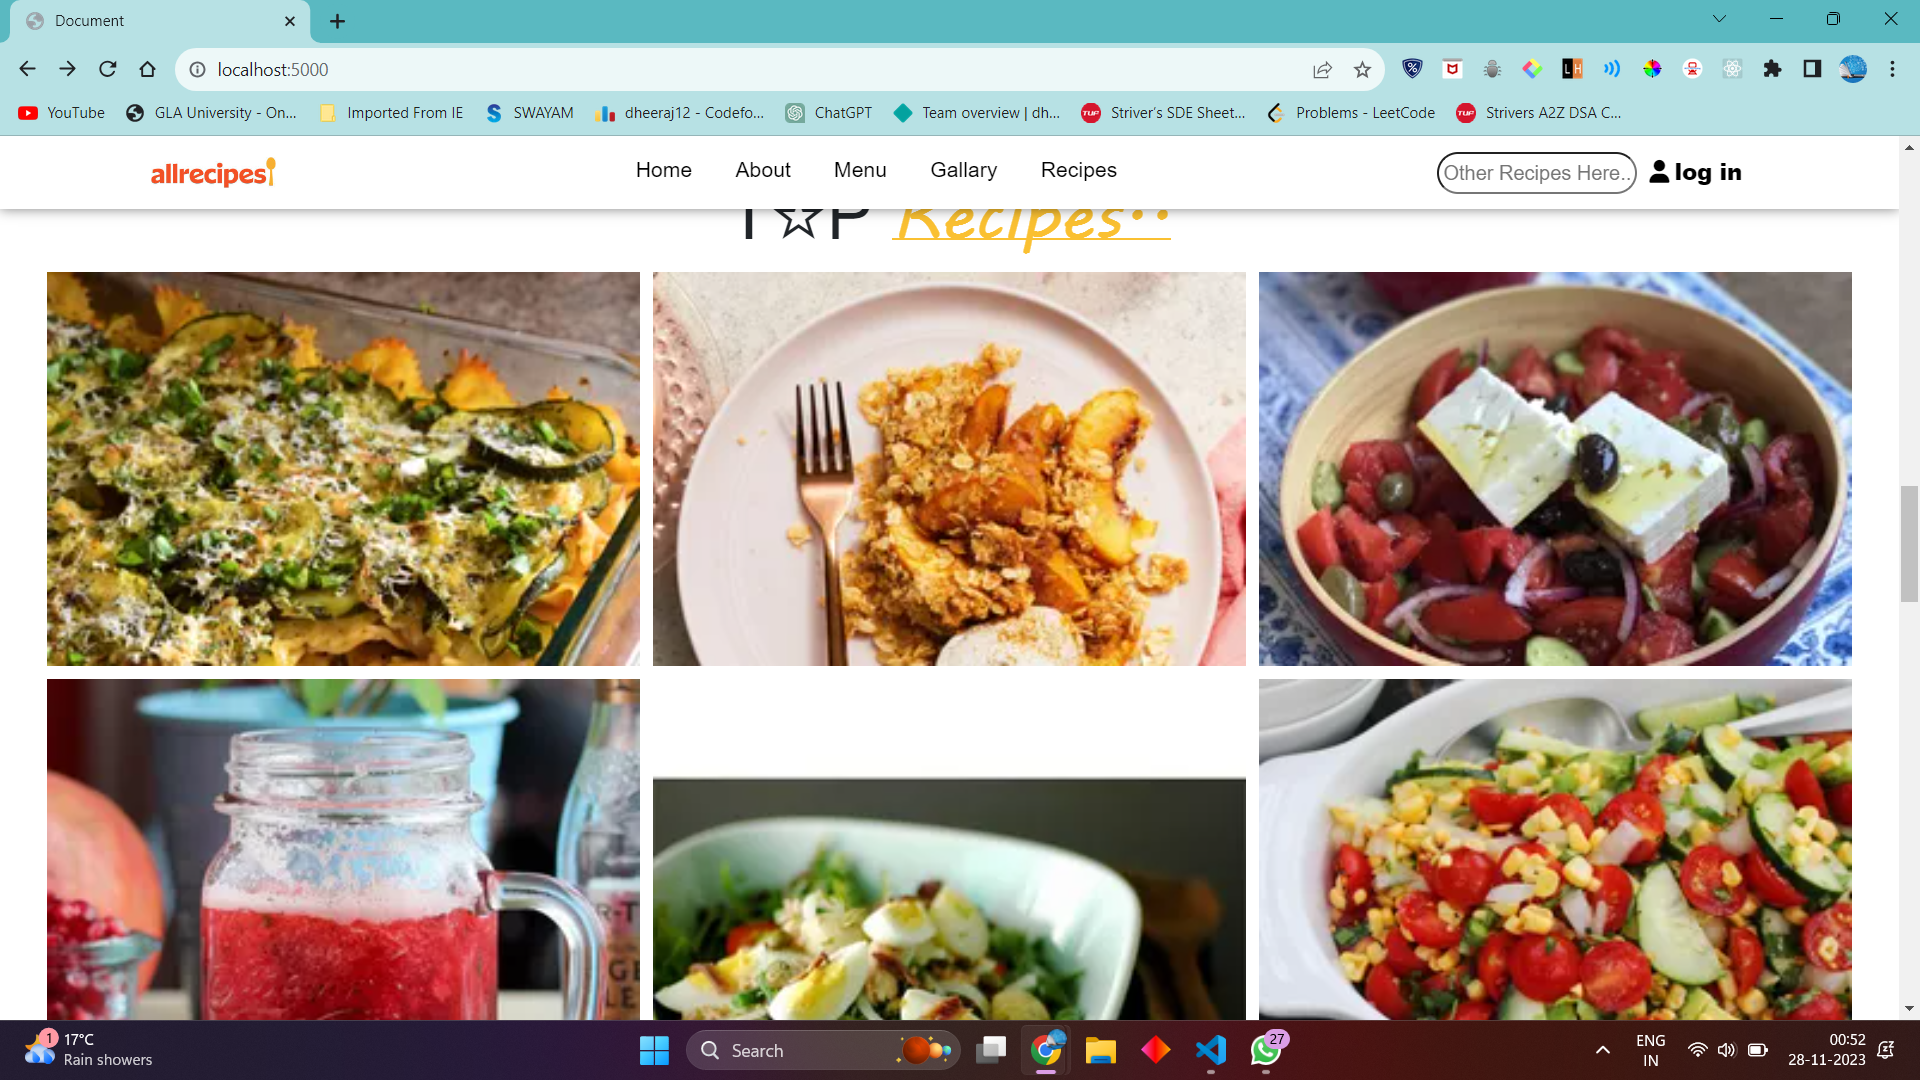 Document
localhost:5000
YouTube
GLA University - On...
Imported From IE
SWAYAM
dheeraj12 - Codefo...
ChatGPT
Team overview | dh...
Striver's SDE Sheet...
Problems - LeetCode
Strivers A2Z DSA C...
allrecipes
Home
About
Menu
Gallary
Recipes
Other Recipes Here..
log in
T☆P Recipes..
1
17°C
Rain showers
Search
27
ENG
IN
00:52
28-11-2023